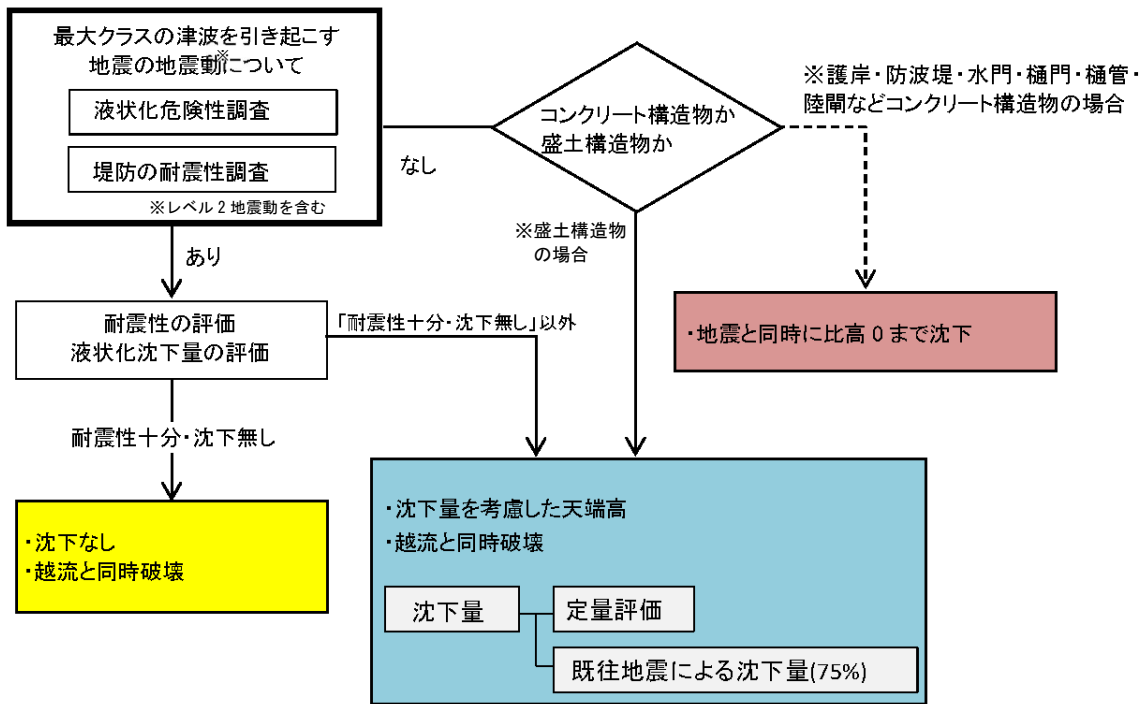 最大クラスの津波を引き起こす
地震の地震動※について
液状化危険性調査
堤防の耐震性調査
※レベル2地震動を含む
なし
コンクリート構造物か
盛土構造物か
※護岸・防波堤・水門・樋門・樋管・
陸閘などコンクリート構造物の場合
※盛土構造物
の場合
あり
耐震性の評価
液状化沈下量の評価
「耐震性十分・沈下無し」以外
・地震と同時に比高0まで沈下
耐震性十分・沈下無し
・沈下なし
・越流と同時破壊
・沈下量を考慮した天端高
・越流と同時破壊
沈下量
定量評価
既往地震による沈下量(75%)